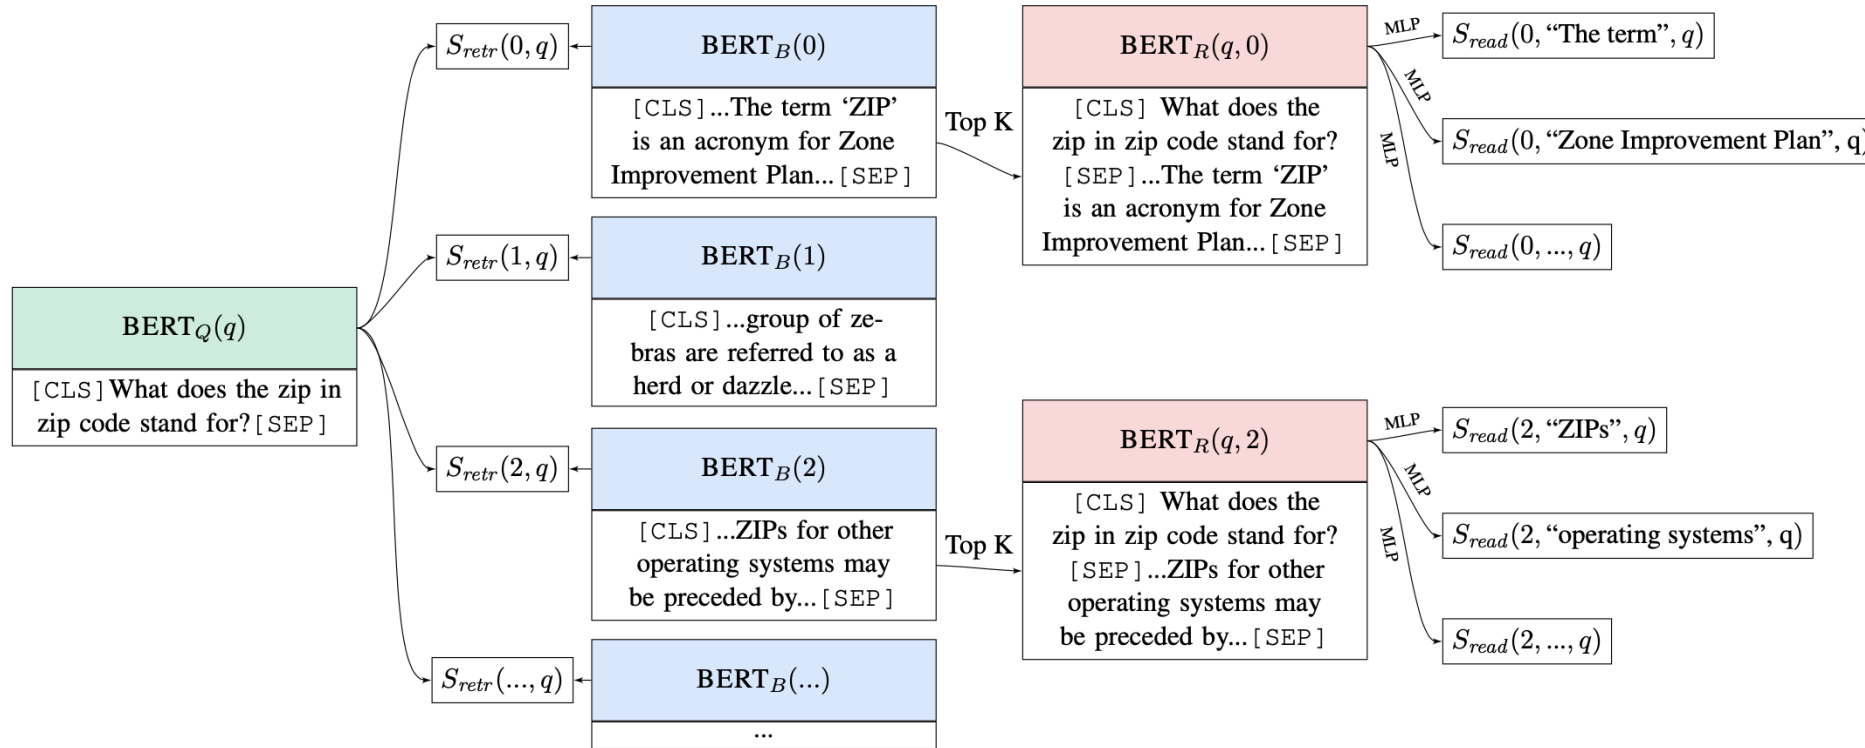 BERT_Q(q)
[CLS]What does the zip in
zip code stand for?[SEP]
S_retr(0, q)
S_retr(1, q)
S_retr(2, q)
S_retr(..., q)
BERT_B(0)
[CLS]...The term ‘ZIP’
is an acronym for Zone
Improvement Plan...[SEP]
BERT_B(1)
[CLS]...group of ze-
bras are referred to as a
herd or dazzle...[SEP]
BERT_B(2)
[CLS]...ZIPs for other
operating systems may
be preceded by...[SEP]
BERT_B(...)
...
Top K
Top K
BERT_R(q, 0)
[CLS] What does the
zip in zip code stand for?
[SEP]...The term ‘ZIP’
is an acronym for Zone
Improvement Plan...[SEP]
MLP
MLP
MLP
S_read(0, “The term”, q)
S_read(0, “Zone Improvement Plan”, q)
S_read(0, ..., q)
BERT_R(q, 2)
[CLS] What does the
zip in zip code stand for?
[SEP]...ZIPs for other
operating systems may
be preceded by...[SEP]
MLP
MLP
MLP
S_read(2, “ZIPs”, q)
S_read(2, “operating systems”, q)
S_read(2, ..., q)